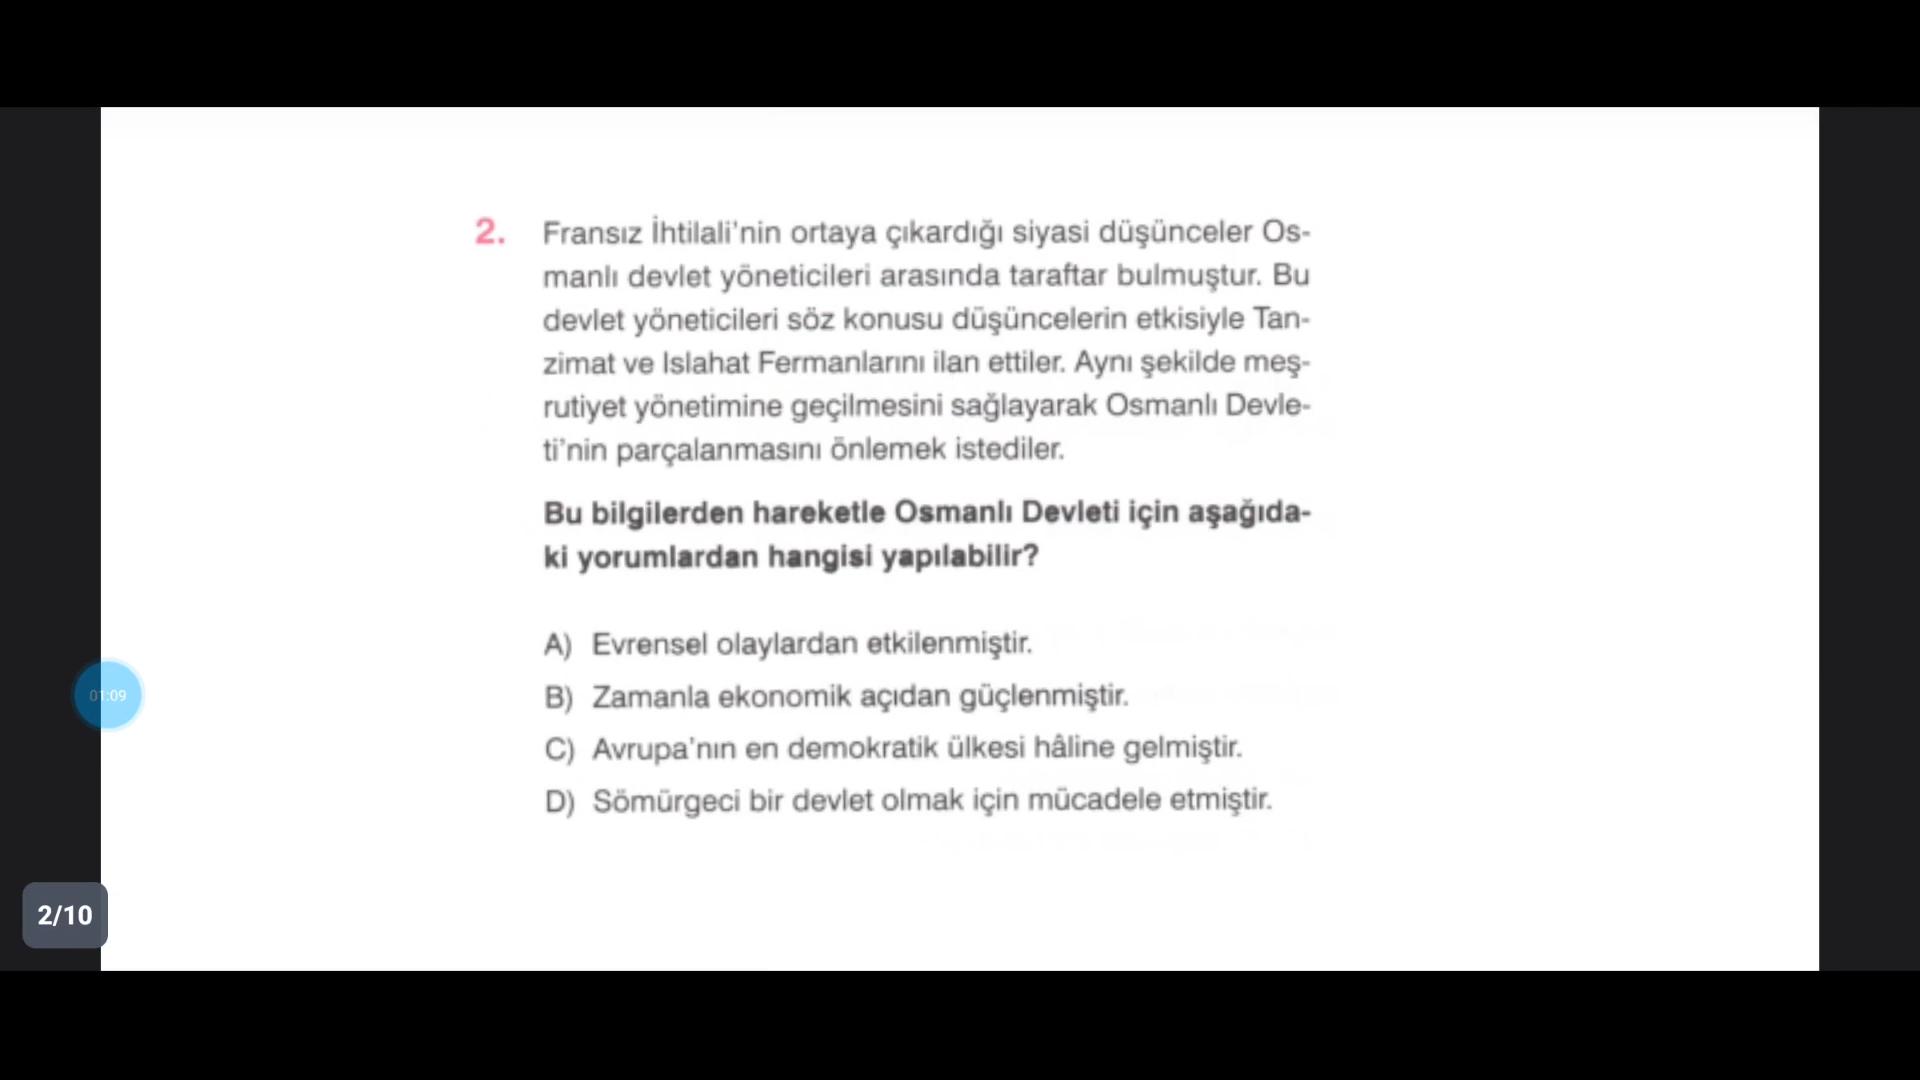 2. Fransız İhtilali'nin ortaya çıkardığı siyasi düşünceler Os-
manlı devlet yöneticileri arasında taraftar bulmuştur. Bu
devlet yöneticileri söz konusu düşüncelerin etkisiyle Tan-
zimat ve Islahat Fermanlarını ilan ettiler. Aynı şekilde meş-
rutiyet yönetimine geçilmesini sağlayarak Osmanlı Devle-
ti'nin parçalanmasını önlemek istediler.
Bu bilgilerden hareketle Osmanlı Devleti için aşağıda-
ki yorumlardan hangisi yapılabilir?
A) Evrensel olaylardan etkilenmiştir.
B) Zamanla ekonomik açıdan güçlenmiştir.
C) Avrupa'nın en demokratik ülkesi hâline gelmiştir.
D) Sömürgeci bir devlet olmak için mücadele etmiştir.
01:09
2/10